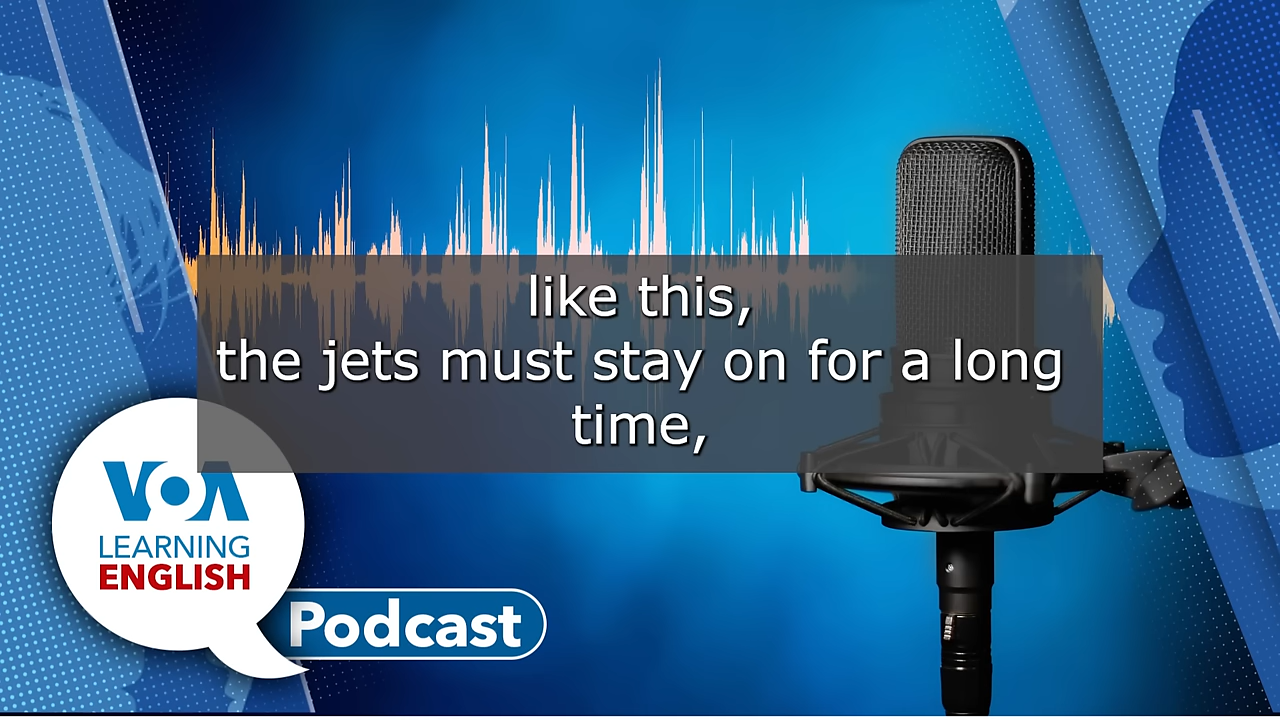 like this,
the jets must stay on for a long
time,
VOA
LEARNING
ENGLISH
Podcast